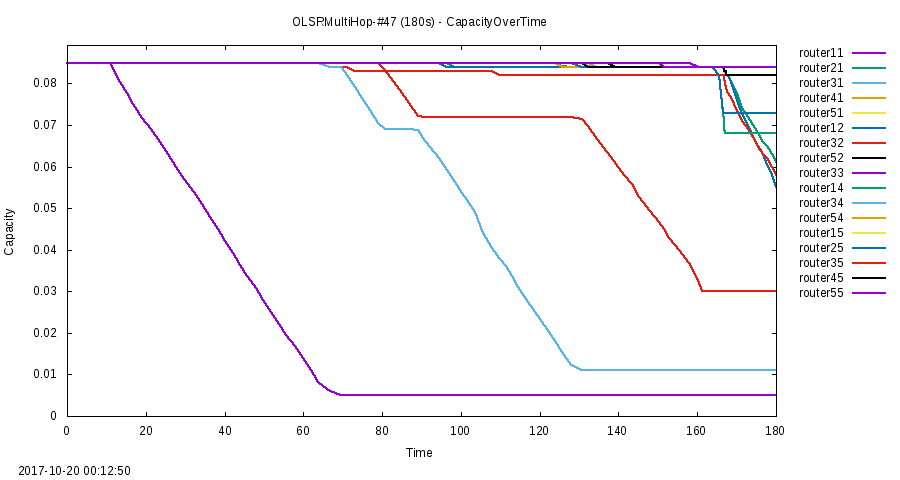 OLSRMultiHop-#47 (180s) - CapacityOverTime
router11
router21
router31
router41
router51
router12
router32
router52
router33
router14
router34
router54
router15
router25
router35
router45
router55
0.08
0.07
0.06
0.05
0.04
0.03
0.02
0.01
0
Capacity
0 20 40 60 80 100 120 140 160 180
Time
2017-10-20 00:12:50